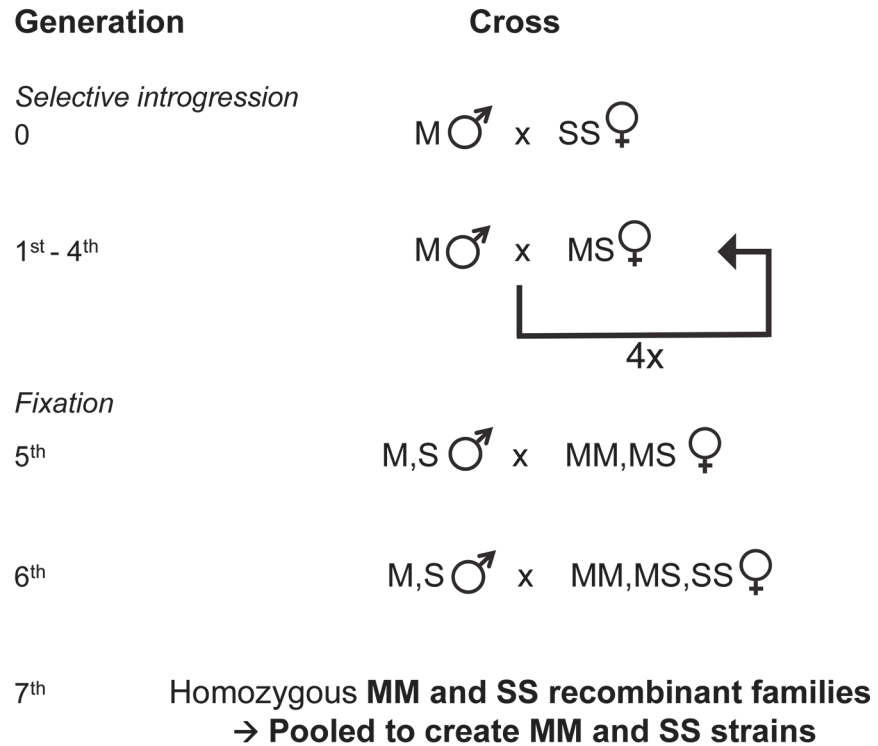 Generation Cross
Selective introgression
0 M♂ x SS♀
1st - 4th M♂ x MS♀
4x
Fixation
5th M,S♂ x MM,MS♀
6th M,S♂ x MM,MS,SS♀
7th Homozygous MM and SS recombinant families
→ Pooled to create MM and SS strains